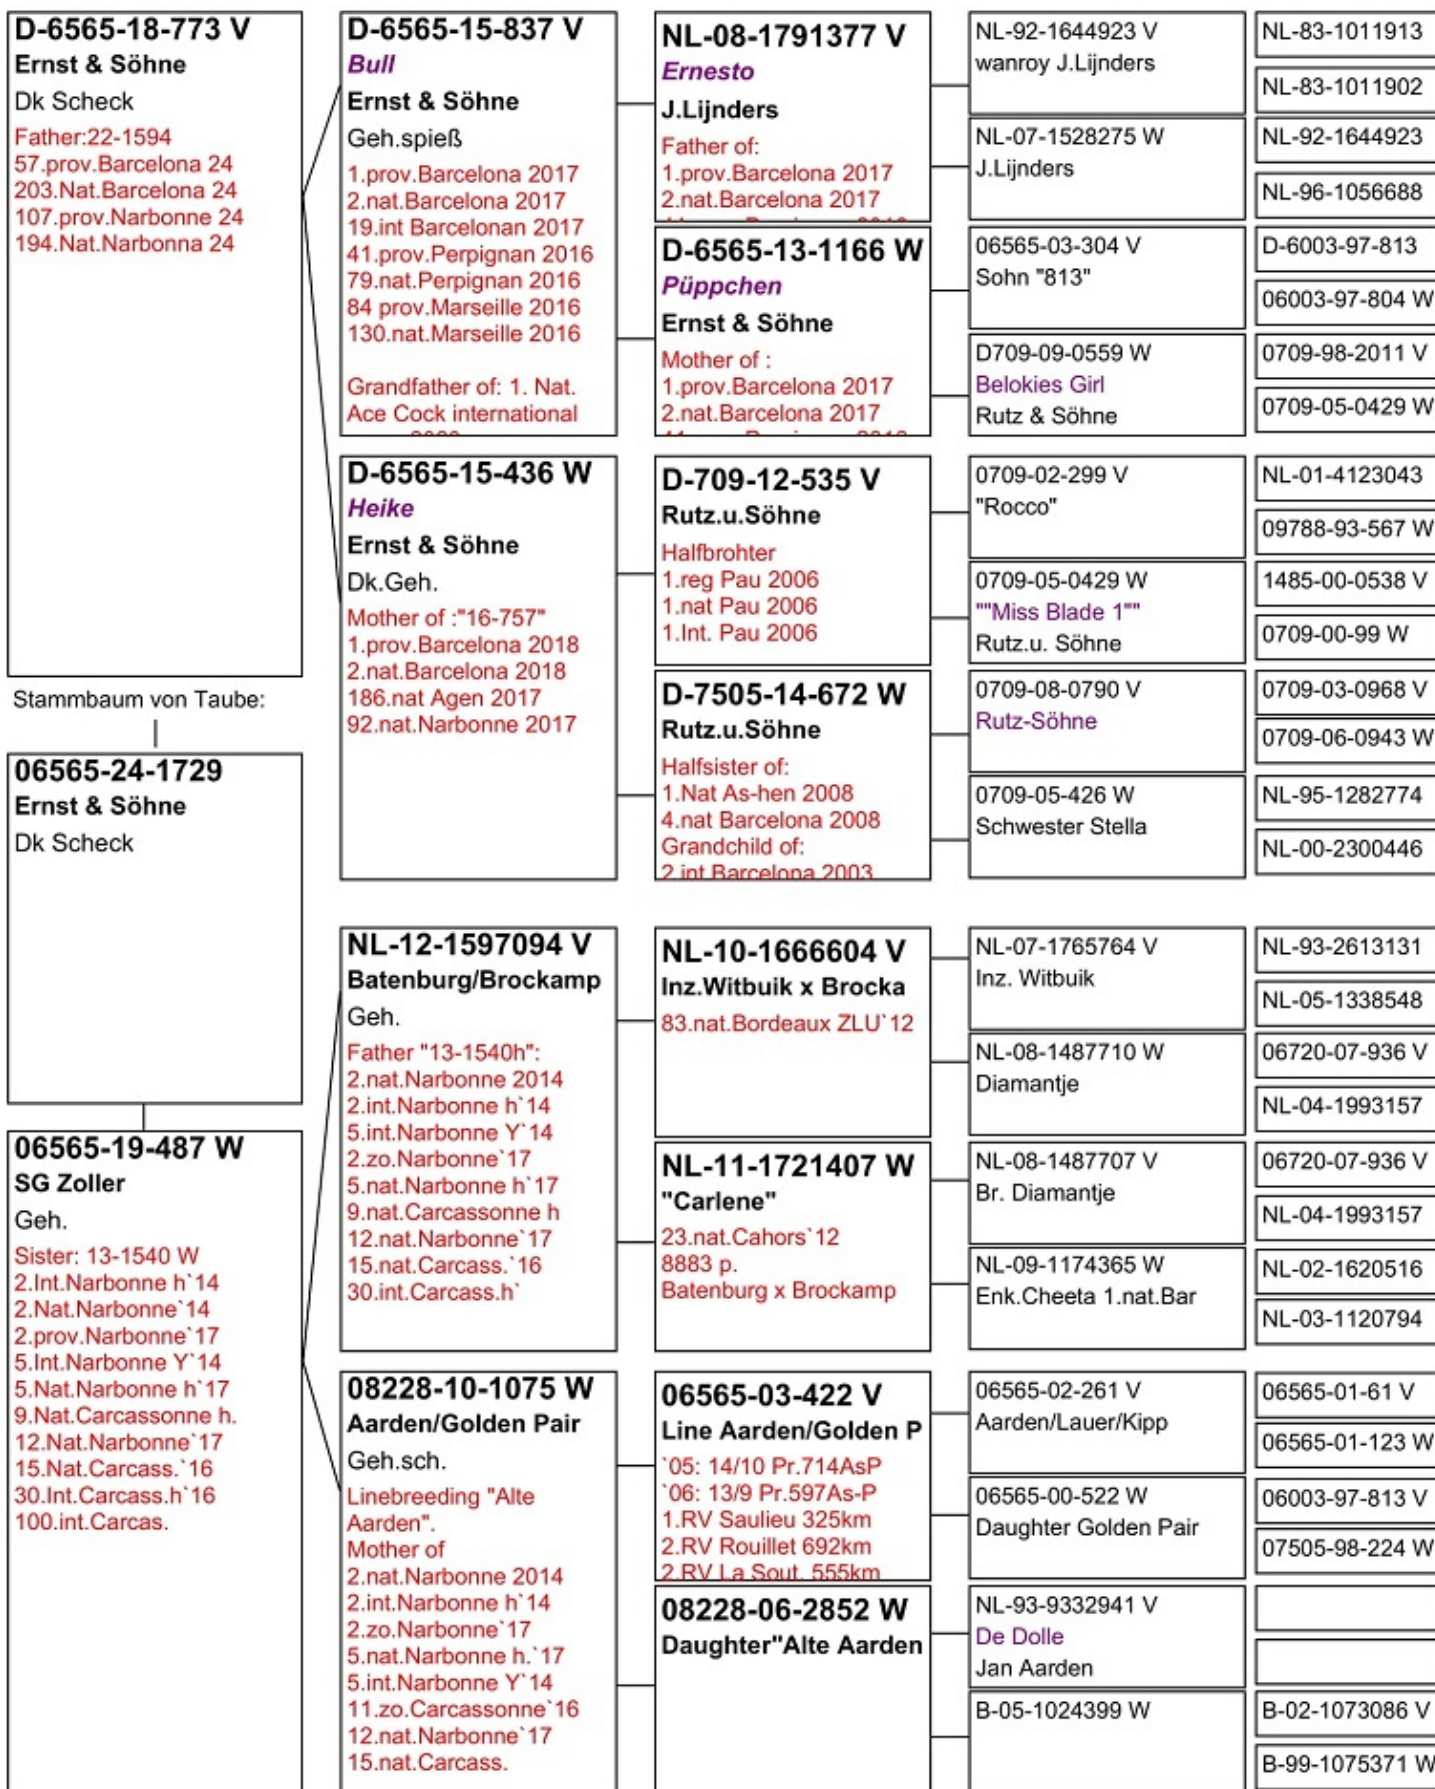 D-6565-18-773 V
Ernst & Söhne
Dk Scheck
Father:22-1594
57.prov.Barcelona 24
203.Nat.Barcelona 24
107.prov.Narbonne 24
194.Nat.Narbonna 24
Stammbaum von Taube:
06565-24-1729
Ernst & Söhne
Dk Scheck
06565-19-487 W
SG Zoller
Geh.
Sister: 13-1540 W
2.Int.Narbonne h`14
2.Nat.Narbonne`14
2.prov.Narbonne`17
5.Int.Narbonne Y`14
5.Nat.Narbonne h`17
9.Nat.Carcassonne h.
12.Nat.Narbonne`17
15.Nat.Carcass.`16
30.Int.Carcass.h`16
100.int.Carcas.
D-6565-15-837 V
Bull
Ernst & Söhne
Geh.spieß
1.prov.Barcelona 2017
2.nat.Barcelona 2017
19.int Barcelonan 2017
41.prov.Perpignan 2016
79.nat.Perpignan 2016
84 prov.Marseille 2016
130.nat.Marseille 2016
Grandfather of: 1. Nat.
Ace Cock international
D-6565-15-436 W
Heike
Ernst & Söhne
Dk.Geh.
Mother of :"16-757"
1.prov.Barcelona 2018
2.nat.Barcelona 2018
186.nat Agen 2017
92.nat.Narbonne 2017
NL-12-1597094 V
Batenburg/Brockamp
Geh.
Father "13-1540h":
2.nat.Narbonne 2014
2.int.Narbonne h`14
5.int.Narbonne Y`14
2.zo.Narbonne`17
5.nat.Narbonne h`17
9.nat.Carcassonne h
12.nat.Narbonne`17
15.nat.Carcass.`16
30.int.Carcass.h`
08228-10-1075 W
Aarden/Golden Pair
Geh.sch.
Linebreeding "Alte
Aarden".
Mother of
2.nat.Narbonne 2014
2.int.Narbonne h`14
2.zo.Narbonne`17
5.nat.Narbonne h.`17
5.int.Narbonne Y`14
11.zo.Carcassonne`16
12.nat.Narbonne`17
15.nat.Carcass.
NL-08-1791377 V
Ernesto
J.Lijnders
Father of:
1.prov.Barcelona 2017
2.nat.Barcelona 2017
D-6565-13-1166 W
Püppchen
Ernst & Söhne
Mother of :
1.prov.Barcelona 2017
2.nat.Barcelona 2017
D-709-12-535 V
Rutz.u.Söhne
Halfbrohter
1.reg Pau 2006
1.nat Pau 2006
1.Int. Pau 2006
D-7505-14-672 W
Rutz.u.Söhne
Halfsister of:
1.Nat As-hen 2008
4.nat Barcelona 2008
Grandchild of:
2.int Barcelona 2003
NL-10-1666604 V
Inz.Witbuik x Brocka
83.nat.Bordeaux ZLU`12
NL-11-1721407 W
"Carlene"
23.nat.Cahors`12
8883 p.
Batenburg x Brockamp
06565-03-422 V
Line Aarden/Golden P
`05: 14/10 Pr.714AsP
`06: 13/9 Pr.597As-P
1.RV Saulieu 325km
2.RV Rouillet 692km
2.RV La Sout. 555km
08228-06-2852 W
Daughter"Alte Aarden
NL-92-1644923 V
wanroy J.Lijnders
NL-07-1528275 W
J.Lijnders
06565-03-304 V
Sohn "813"
D709-09-0559 W
Belokies Girl
Rutz & Söhne
0709-02-299 V
"Rocco"
0709-05-0429 W
""Miss Blade 1""
Rutz.u. Söhne
0709-08-0790 V
Rutz-Söhne
0709-05-426 W
Schwester Stella
NL-07-1765764 V
Inz. Witbuik
NL-08-1487710 W
Diamantje
NL-08-1487707 V
Br. Diamantje
NL-09-1174365 W
Enk.Cheeta 1.nat.Bar
06565-02-261 V
Aarden/Lauer/Kipp
06565-00-522 W
Daughter Golden Pair
NL-93-9332941 V
De Dolle
Jan Aarden
B-05-1024399 W
NL-83-1011913
NL-83-1011902
NL-92-1644923
NL-96-1056688
D-6003-97-813
06003-97-804 W
0709-98-2011 V
0709-05-0429 W
NL-01-4123043
09788-93-567 W
1485-00-0538 V
0709-00-99 W
0709-03-0968 V
0709-06-0943 W
NL-95-1282774
NL-00-2300446
NL-93-2613131
NL-05-1338548
06720-07-936 V
NL-04-1993157
06720-07-936 V
NL-04-1993157
NL-02-1620516
NL-03-1120794
06565-01-61 V
06565-01-123 W
06003-97-813 V
07505-98-224 W
B-02-1073086 V
B-99-1075371 W